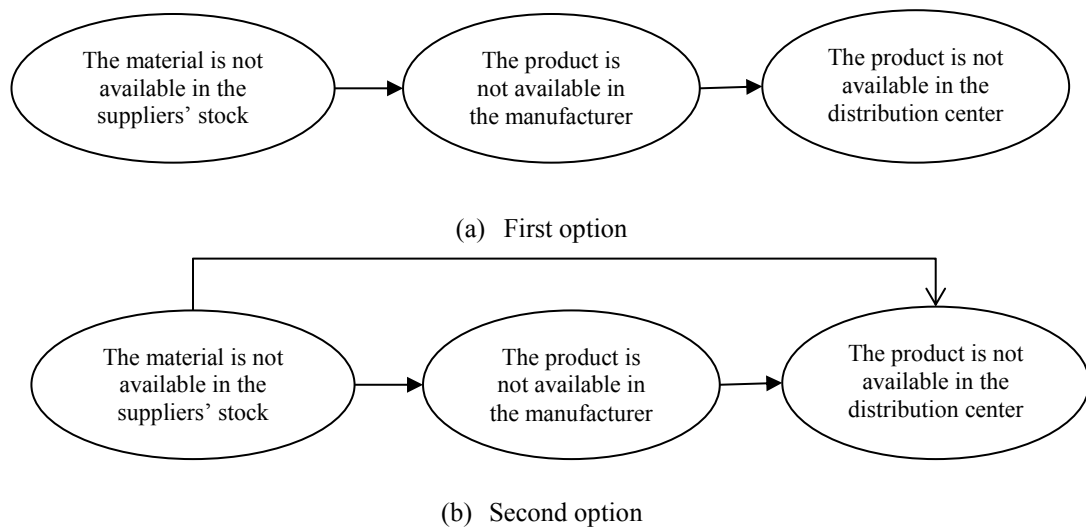 The material is not
available in the
suppliers’ stock
The product is
not available in
the manufacturer
The product is not
available in the
distribution center
(a) First option
The material is not
available in the
suppliers’ stock
The product is
not available in
the manufacturer
The product is not
available in the
distribution center
(b) Second option